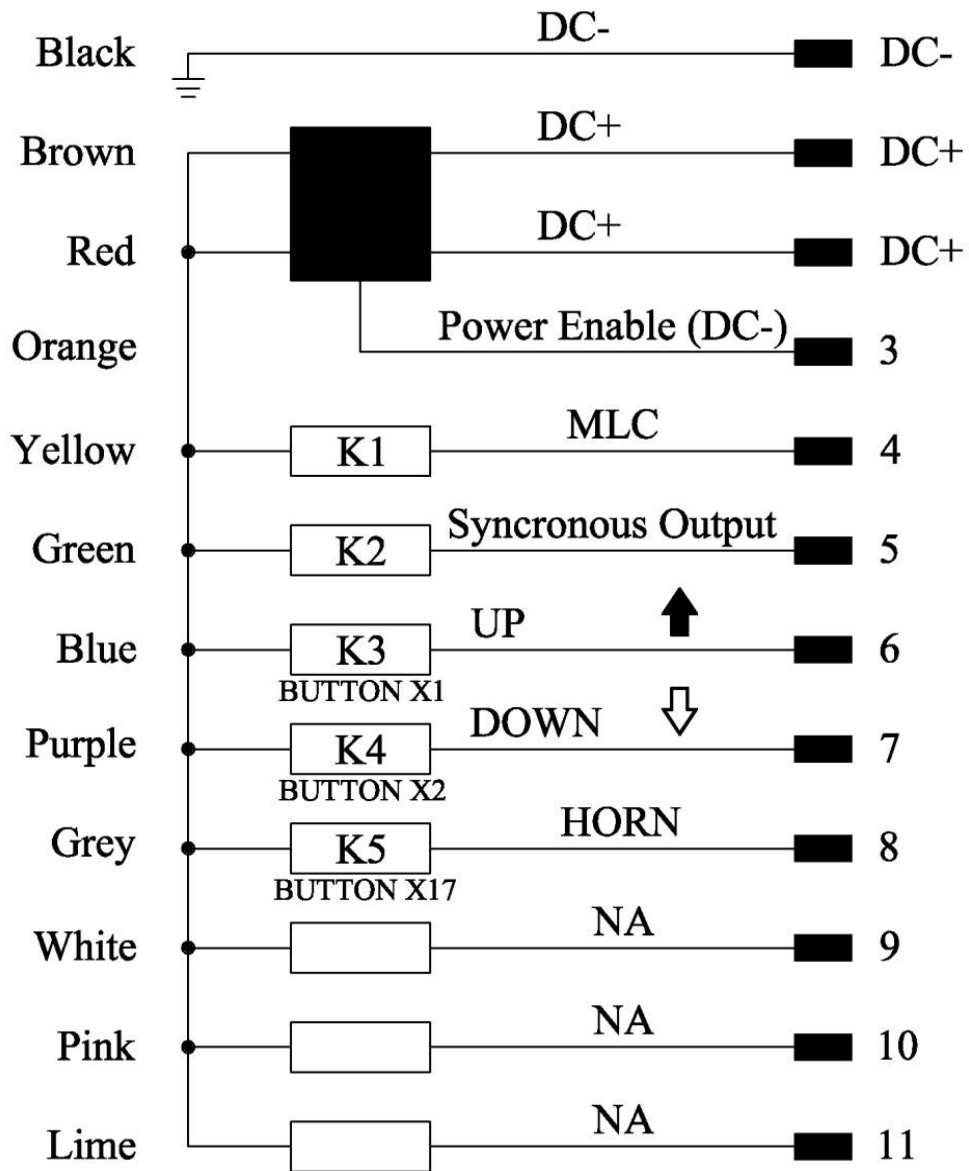 Black DC- DC-
Brown DC+ DC+
Red DC+ DC+
Orange Power Enable (DC-) 3
Yellow K1 MLC 4
Green K2 Syncronous Output 5
Blue K3 UP 6
BUTTON X1
Purple K4 DOWN 7
BUTTON X2
Grey K5 HORN 8
BUTTON X17
White NA 9
Pink NA 10
Lime NA 11